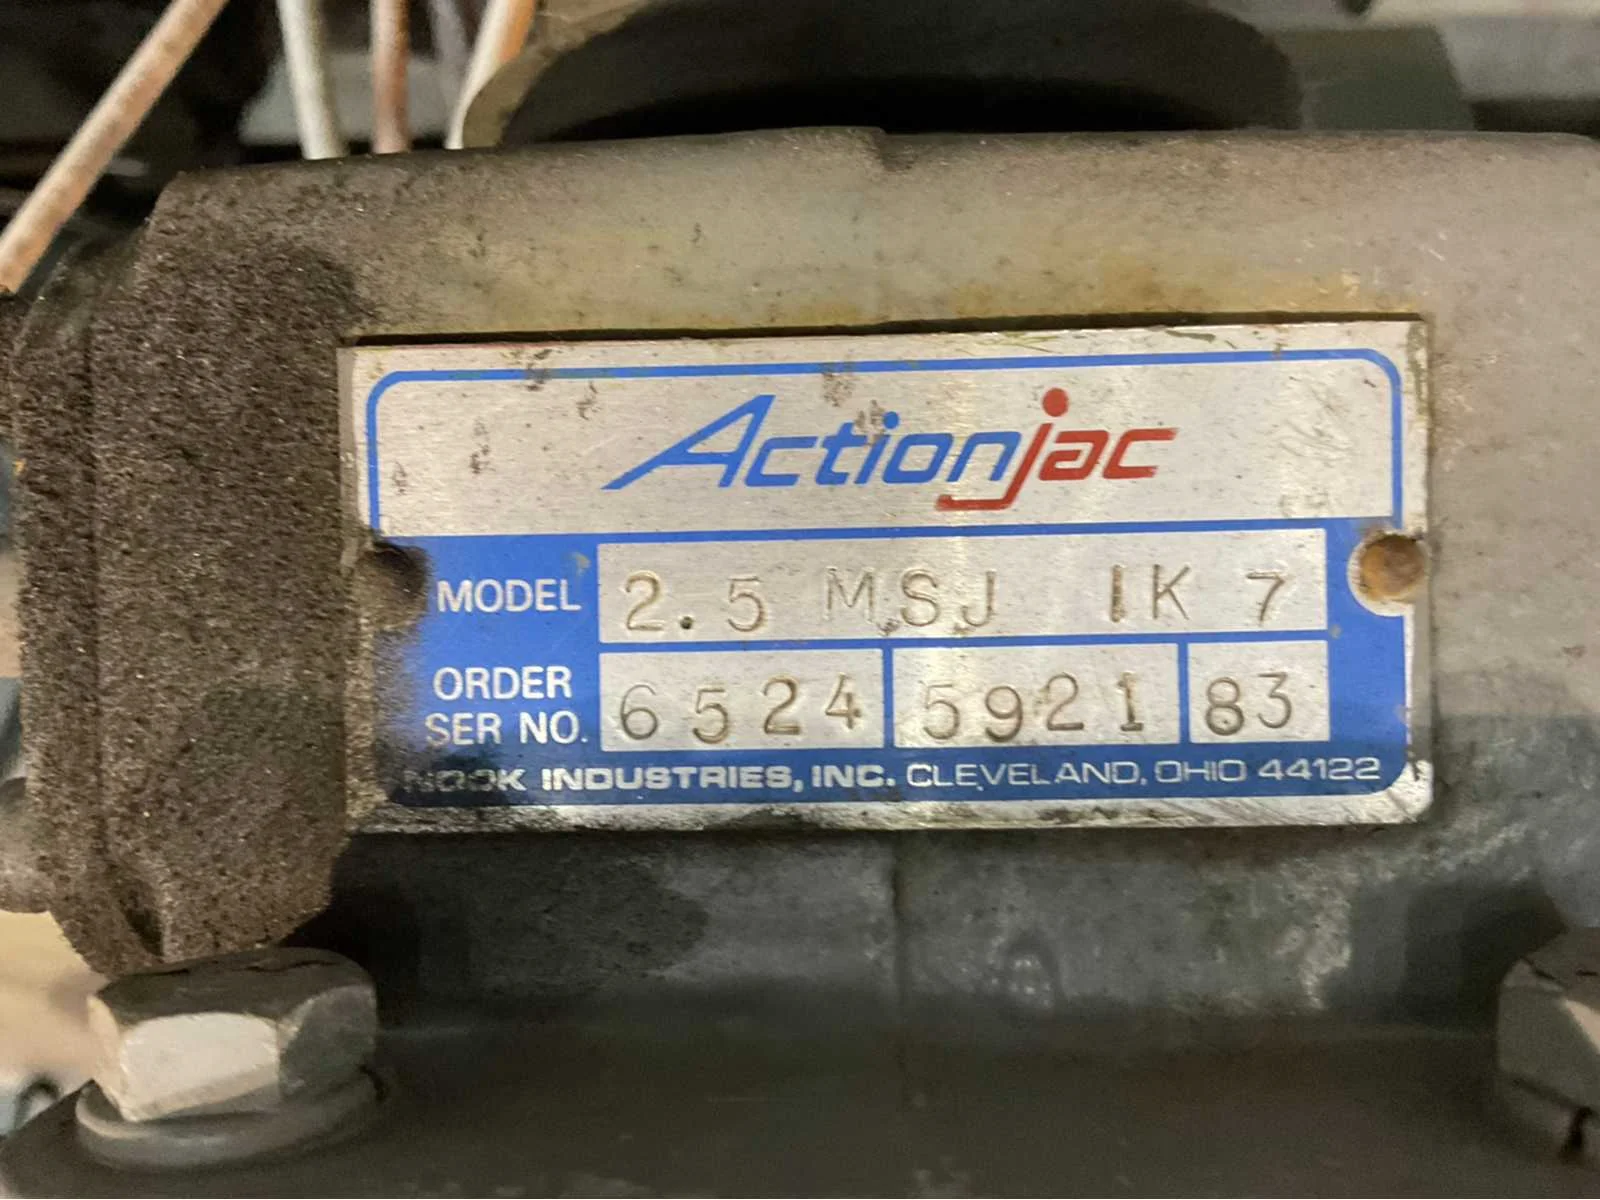 Actionjac
MODEL 2.5 MSJ IK 7
ORDER
SER NO. 6524 5921 83
NOOK INDUSTRIES, INC. CLEVELAND, OHIO 44122